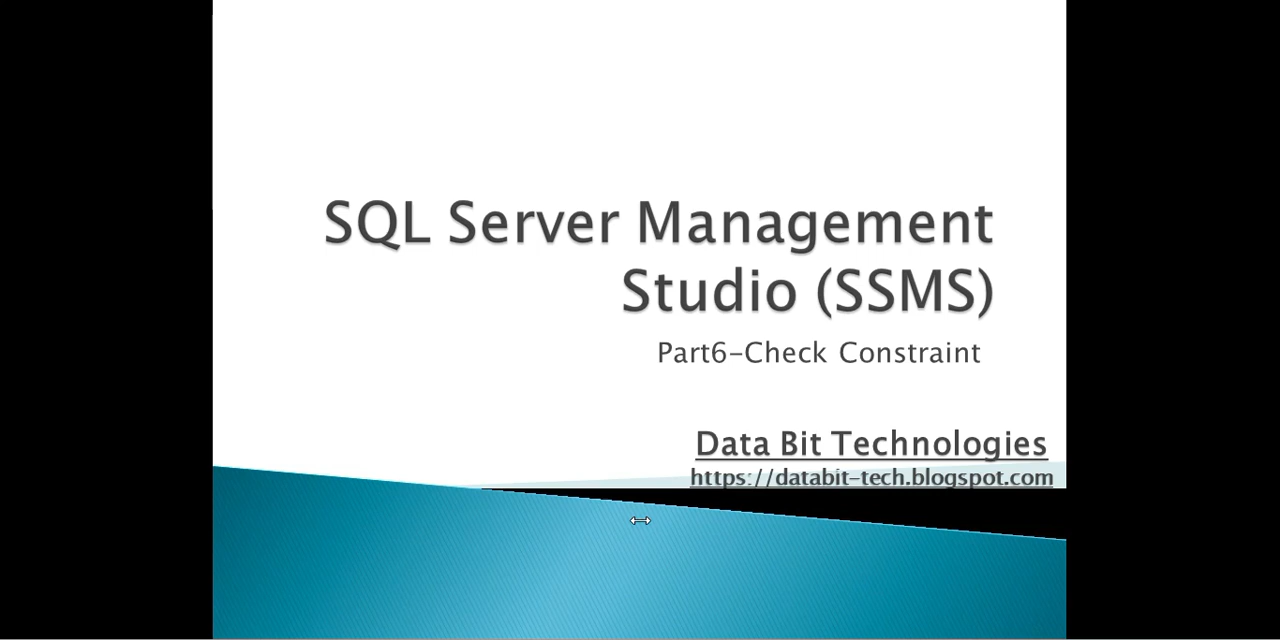 SQL Server Management
Studio (SSMS)
Part6-Check Constraint
Data Bit Technologies
https://databit-tech.blogspot.com